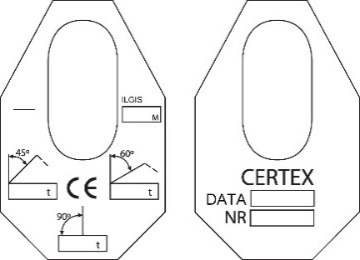 ILGIS
M
45º
60º
t
CE
t
90º
t
CERTEX
DATA
NR